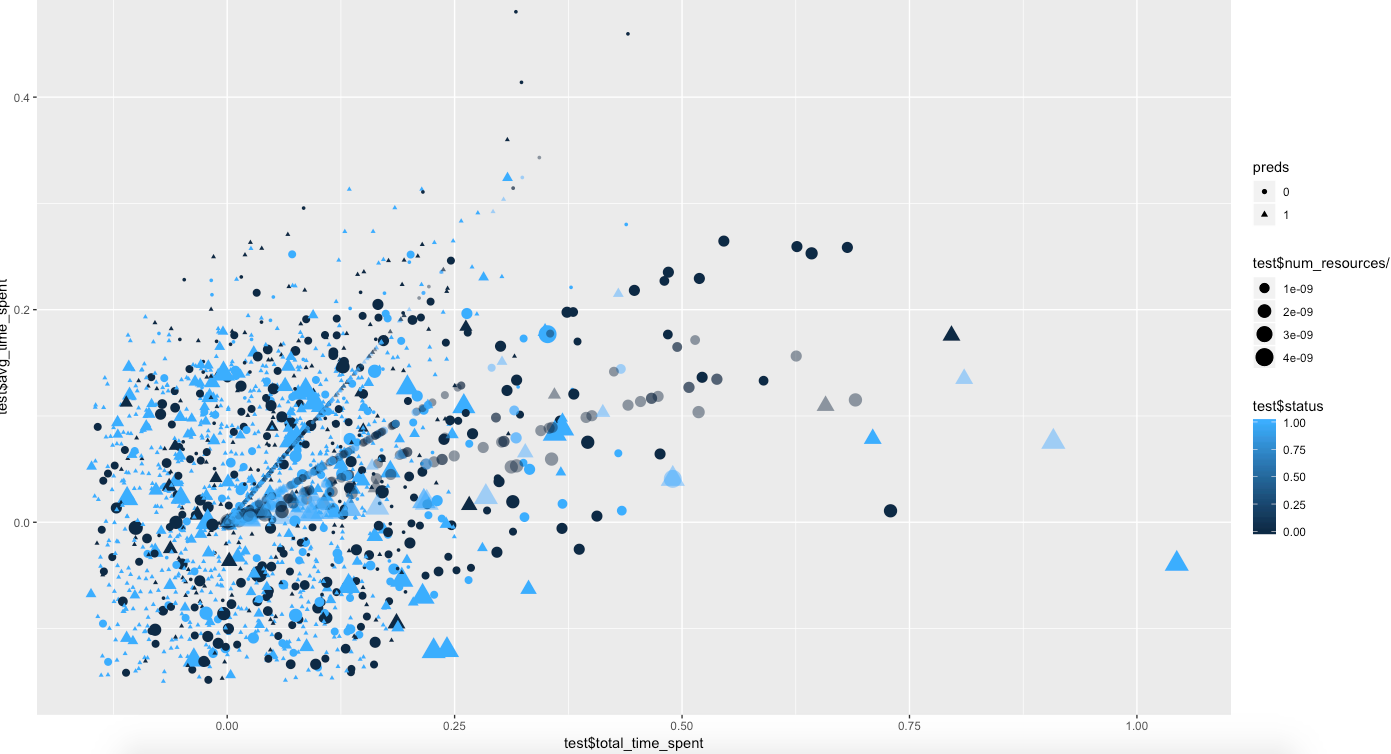 0.4
0.2
0.0
test$avg_time_spent
0.00
0.25
0.50
0.75
1.00
test$total_time_spent
preds
0
1
test$num_resources/
1e-09
2e-09
3e-09
4e-09
test$status
1.00
0.75
0.50
0.25
0.00